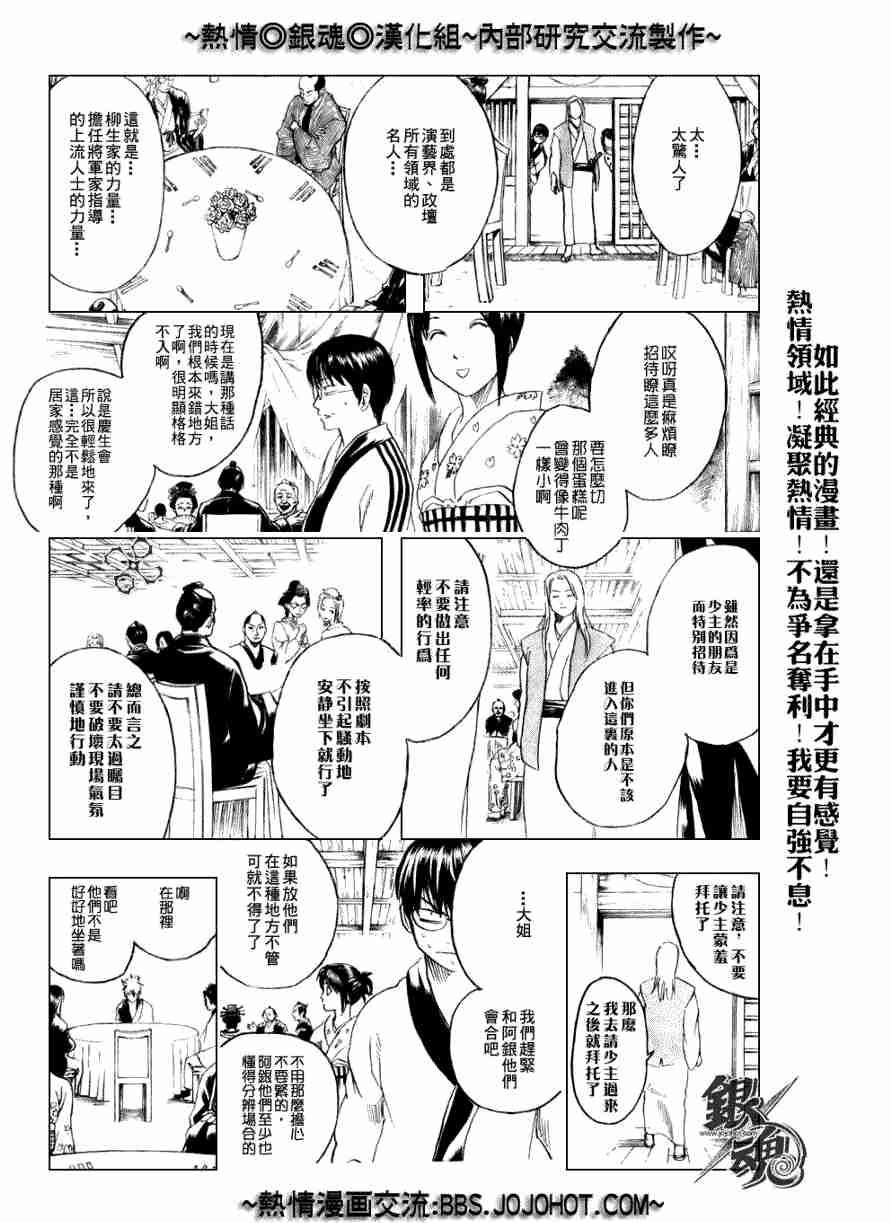 ~熱情◎銀魂◎漢化組~內部研究交流製作~
太…
太驚人了
到處都是
演藝界、政壇
所有領域的
名人…
這就是…
柳生家的力量…
擔任將軍家指導
的上流人士的力量…
哎呀真是麻煩瞭
招待瞭這麼多人
要怎麼切
那個蛋糕呢
會變得像牛肉丁
一樣小啊
現在是講那種話
的時候嗎,大姐,
我們根本來錯地方
了啊,很明顯格格
不入啊
說是慶生會
所以很輕鬆地來了,
這…完全不是
居家感覺的那種啊
雖然因爲是
少主的朋友
而特別招待
但你們原本是不該
進入這裏的人
請注意
不要做出任何
輕率的行爲
按照劇本
不引起騷動地
安靜坐下就行了
總而言之
請不要太過矚目
不要破壞現場氣氛
謹慎地行動
請注意,不要
讓少主蒙羞
拜托了
那麼
我去請少主過來
之後就拜托了
…大姐
我們趕緊
和阿銀他們
會合吧
如果放他們
在這種地方不管
可就不得了了
不用那麼擔心
不要緊的,
阿銀他們至少也
懂得分辨場合的
啊
在那裡
看吧
他們不是
好好地坐著嗎
如此經典的漫畫!還是拿在手中才更有感覺!
熱情領域!凝聚熱情!不為爭名奪利!我要自強不息!
銀魂
www.jojohot.com
~熱情漫画交流:BBS.JOJOHOT.COM~